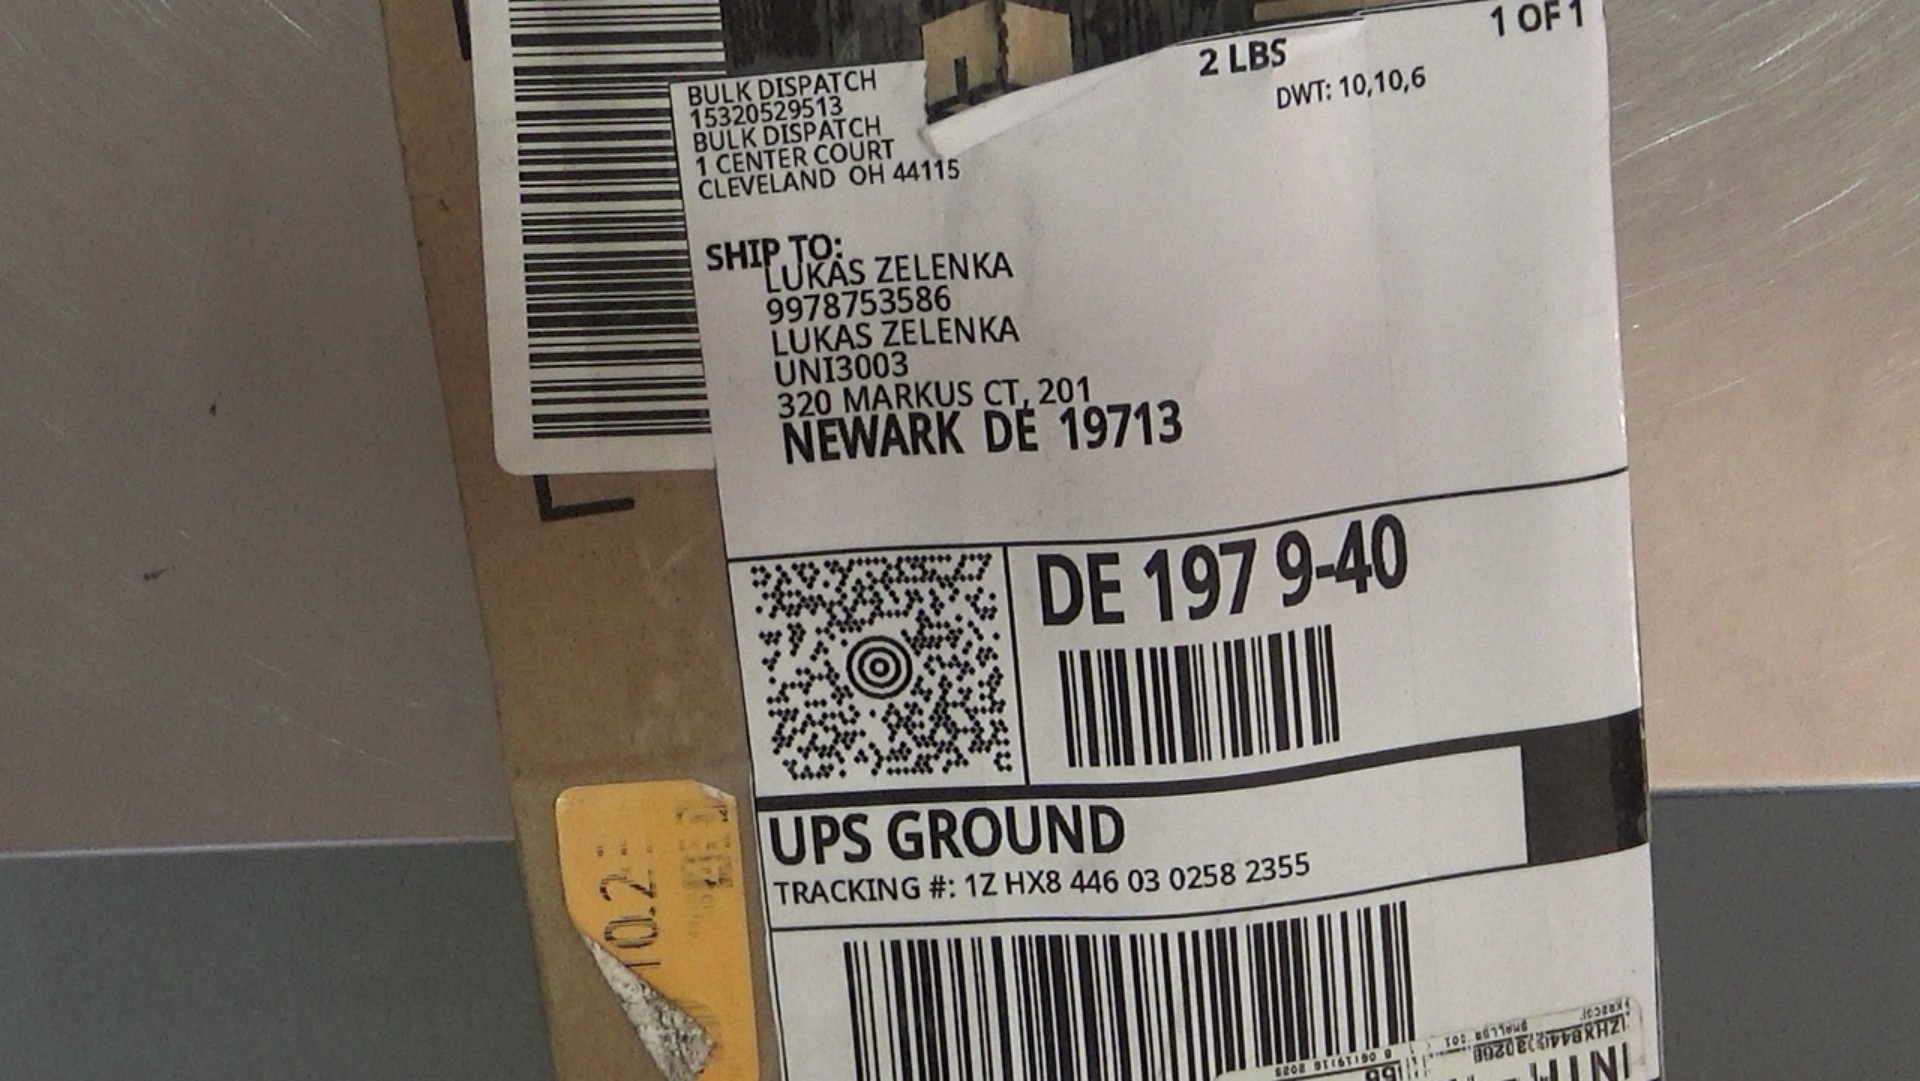 1 OF 1
2 LBS
DWT: 10,10,6
BULK DISPATCH
15320529513
BULK DISPATCH
1 CENTER COURT
CLEVELAND OH 44115
SHIP TO:
LUKAS ZELENKA
9978753586
LUKAS ZELENKA
UNI3003
320 MARKUS CT, 201
NEWARK DE 19713
DE 197 9-40
UPS GROUND
TRACKING #: 1Z HX8 446 03 0258 2355
10.2